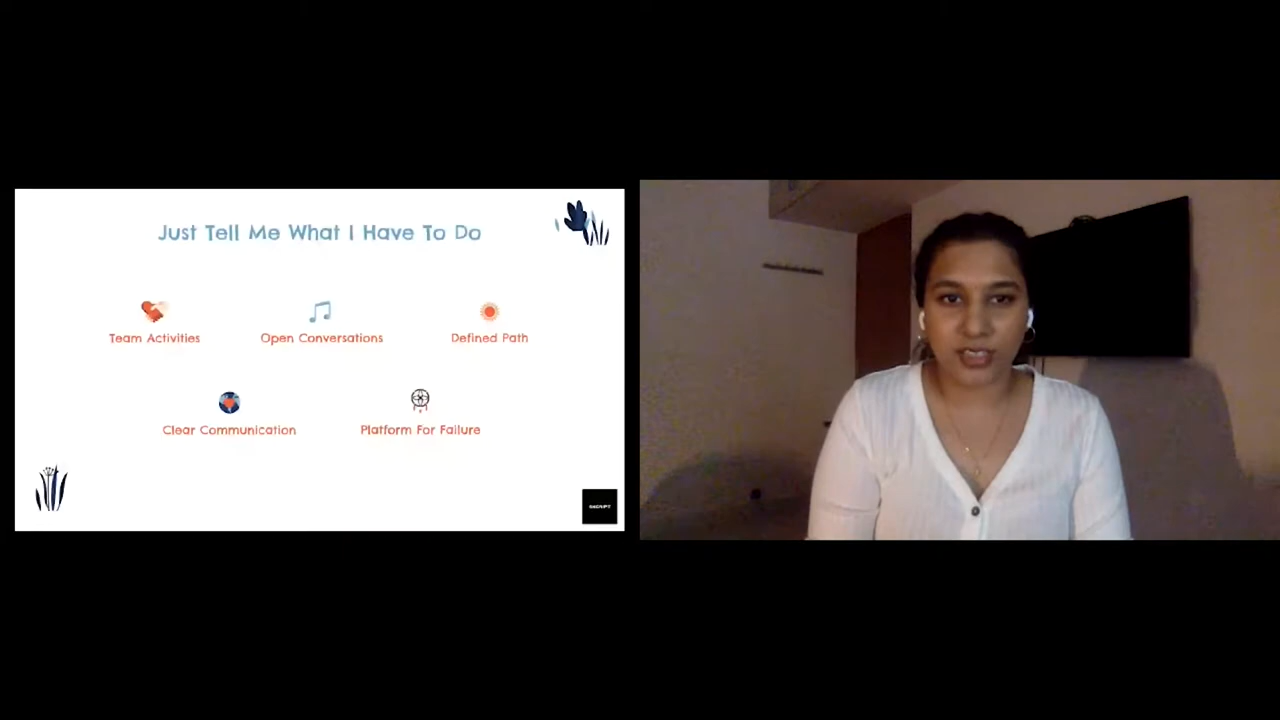 Just Tell Me What I Have To Do
Team Activities
Open Conversations
Defined Path
Clear Communication
Platform For Failure